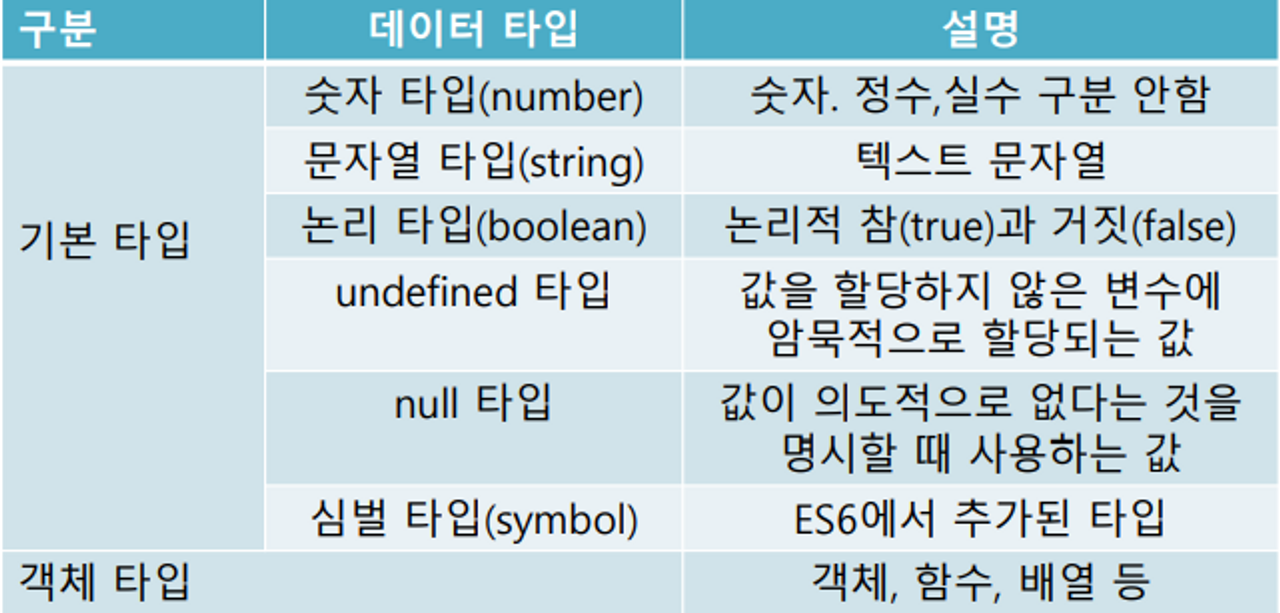 구분 데이터 타입 설명
기본 타입
숫자 타입(number) 숫자. 정수,실수 구분 안함
문자열 타입(string) 텍스트 문자열
논리 타입(boolean) 논리적 참(true)과 거짓(false)
undefined 타입 값을 할당하지 않은 변수에
암묵적으로 할당되는 값
null 타입 값이 의도적으로 없다는 것을
명시할 때 사용하는 값
심벌 타입(symbol) ES6에서 추가된 타입
객체 타입 객체, 함수, 배열 등